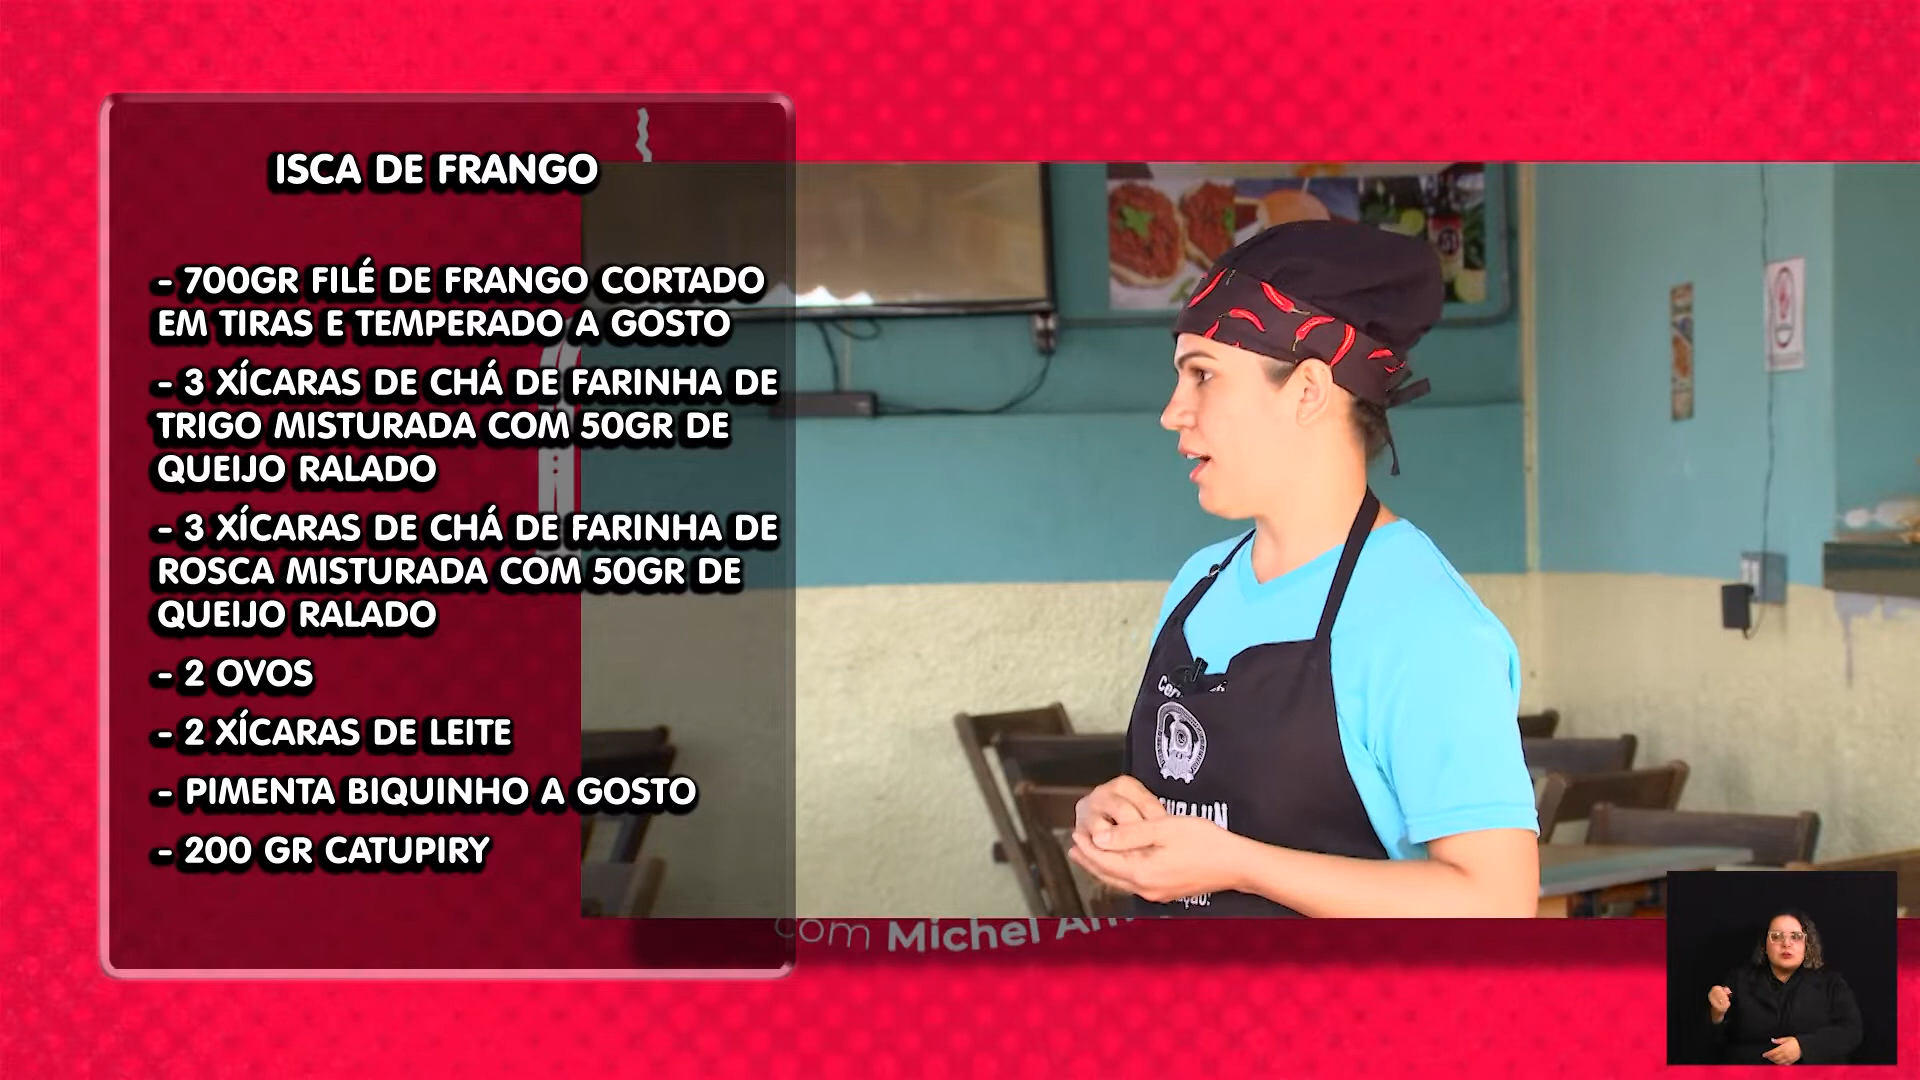 ISCA DE FRANGO
- 700GR FILÉ DE FRANGO CORTADO
EM TIRAS E TEMPERADO A GOSTO
- 3 XÍCARAS DE CHÁ DE FARINHA DE
TRIGO MISTURADA COM 50GR DE
QUEIJO RALADO
- 3 XÍCARAS DE CHÁ DE FARINHA DE
ROSCA MISTURADA COM 50GR DE
QUEIJO RALADO
- 2 OVOS
- 2 XÍCARAS DE LEITE
- PIMENTA BIQUINHO A GOSTO
- 200 GR CATUPIRY
com Michel